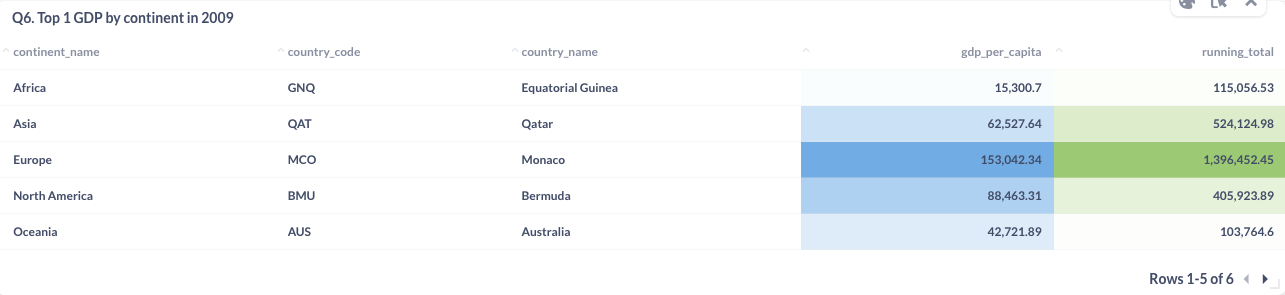 Q6. Top 1 GDP by continent in 2009
continent_name country_code country_name gdp_per_capita running_total
Africa GNQ Equatorial Guinea 15,300.7 115,056.53
Asia QAT Qatar 62,527.64 524,124.98
Europe MCO Monaco 153,042.34 1,396,452.45
North America BMU Bermuda 88,463.31 405,923.89
Oceania AUS Australia 42,721.89 103,764.6
Rows 1-5 of 6